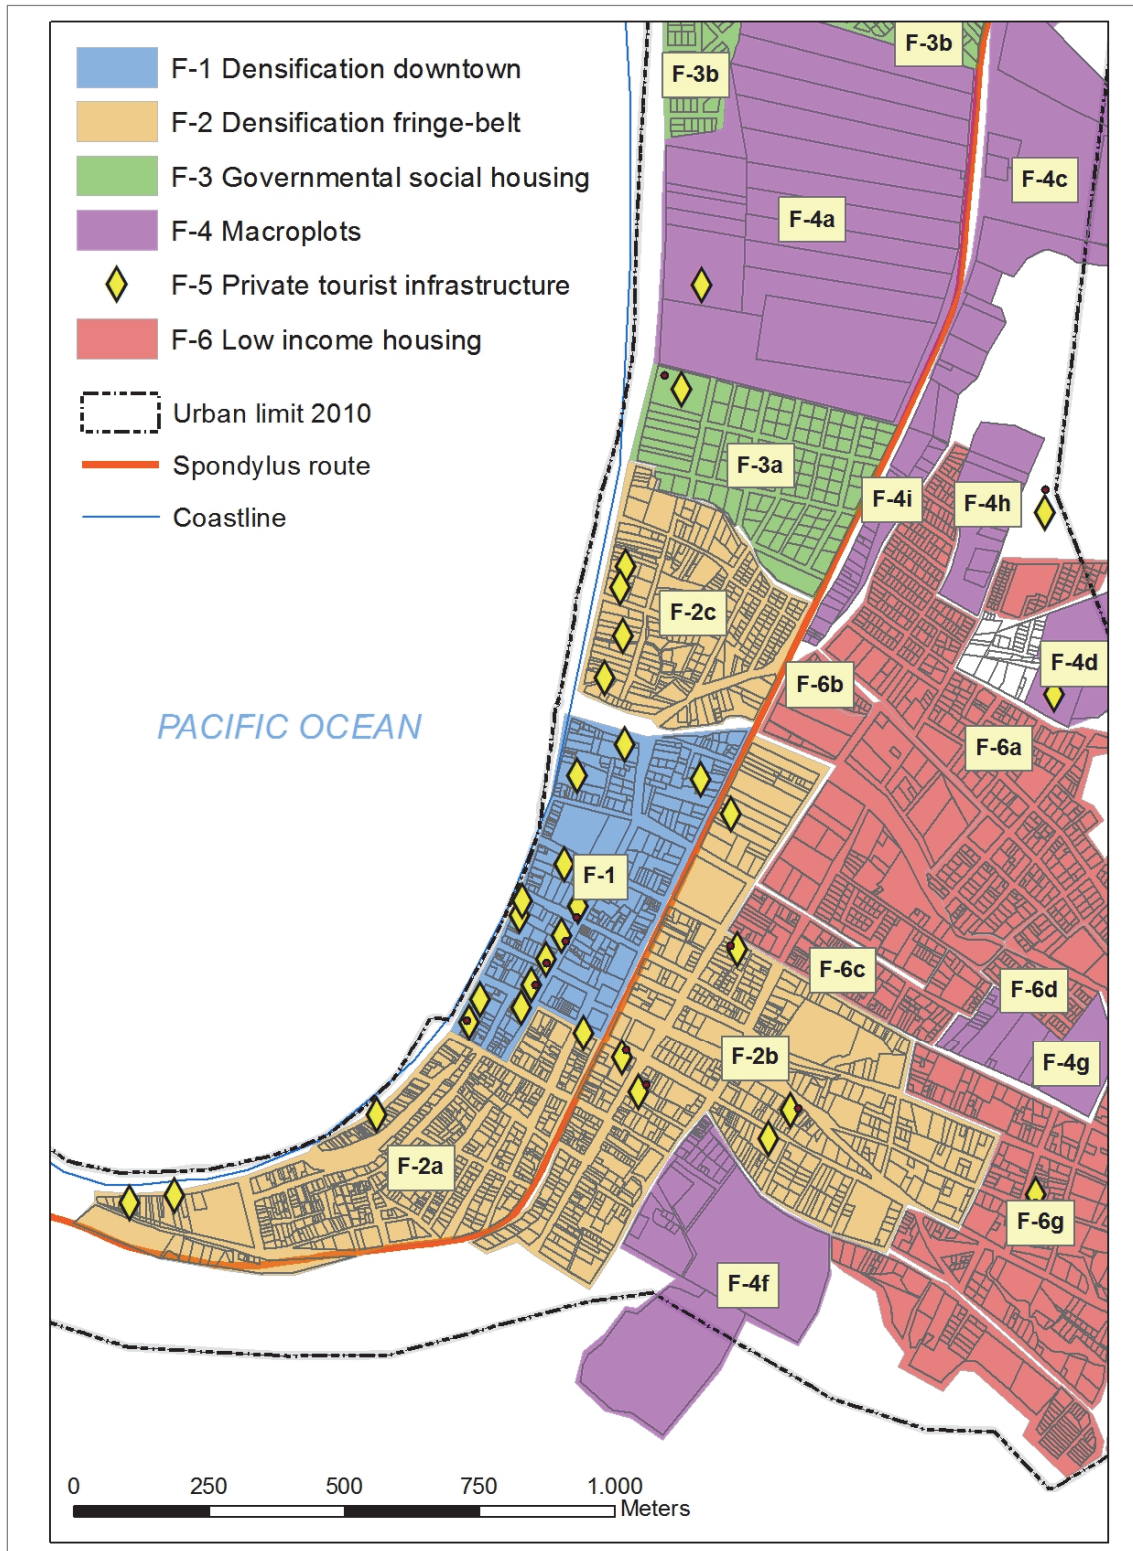 F-1 Densification downtown
F-2 Densification fringe-belt
F-3 Governmental social housing
F-4 Macroplots
F-5 Private tourist infrastructure
F-6 Low income housing
Urban limit 2010
Spondylus route
Coastline
F-3b
F-3b
F-4c
F-4a
F-3a
F-4i
F-4h
F-2c
F-4d
F-6b
F-6a
PACIFIC OCEAN
F-1
F-6c
F-6d
F-2b
F-4g
F-2a
F-6g
F-4f
0 250 500 750 1.000
Meters